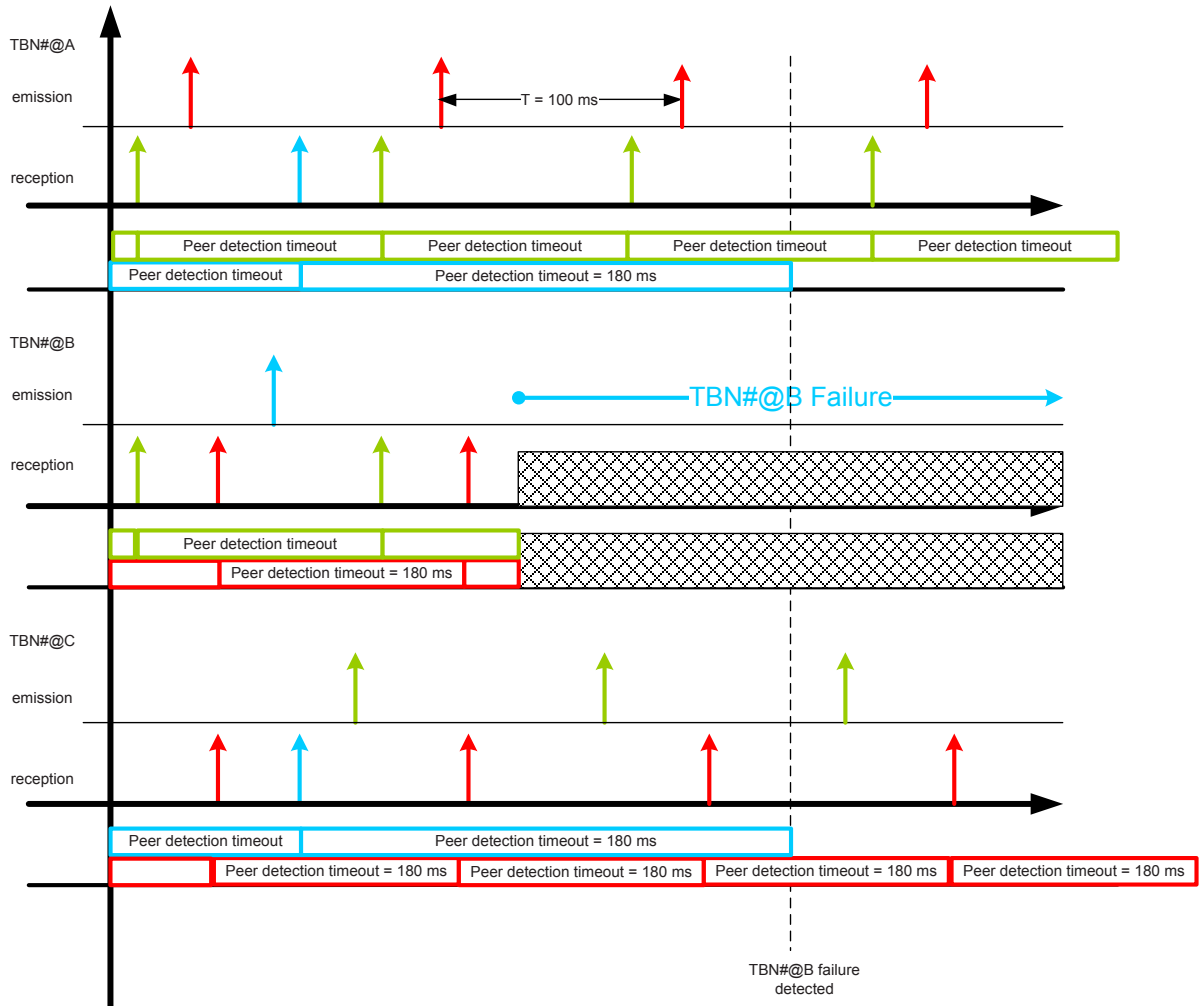 TBN#@A
emission
T = 100 ms
reception
Peer detection timeout
Peer detection timeout
Peer detection timeout
Peer detection timeout
Peer detection timeout
Peer detection timeout = 180 ms
TBN#@B
emission
TBN#@B Failure
reception
Peer detection timeout
Peer detection timeout = 180 ms
TBN#@C
emission
reception
Peer detection timeout
Peer detection timeout = 180 ms
Peer detection timeout = 180 ms
Peer detection timeout = 180 ms
Peer detection timeout = 180 ms
Peer detection timeout = 180 ms
TBN#@B failure
detected